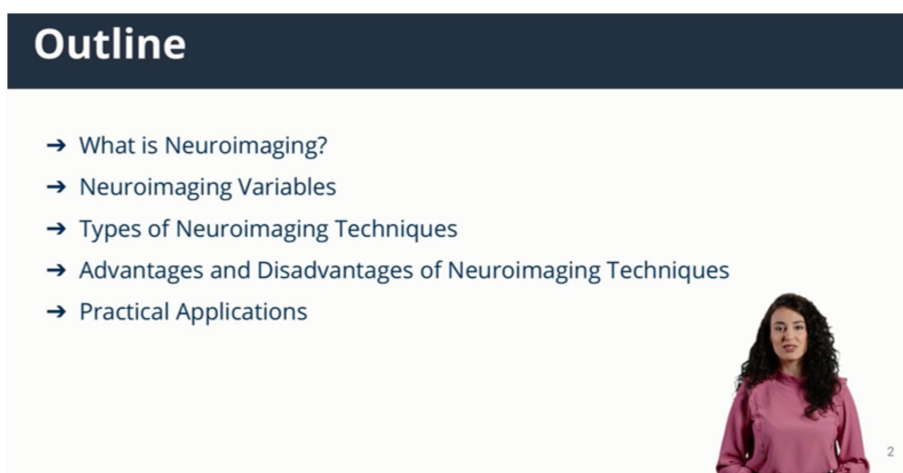 Outline
➔ What is Neuroimaging?
➔ Neuroimaging Variables
➔ Types of Neuroimaging Techniques
➔ Advantages and Disadvantages of Neuroimaging Techniques
➔ Practical Applications
2